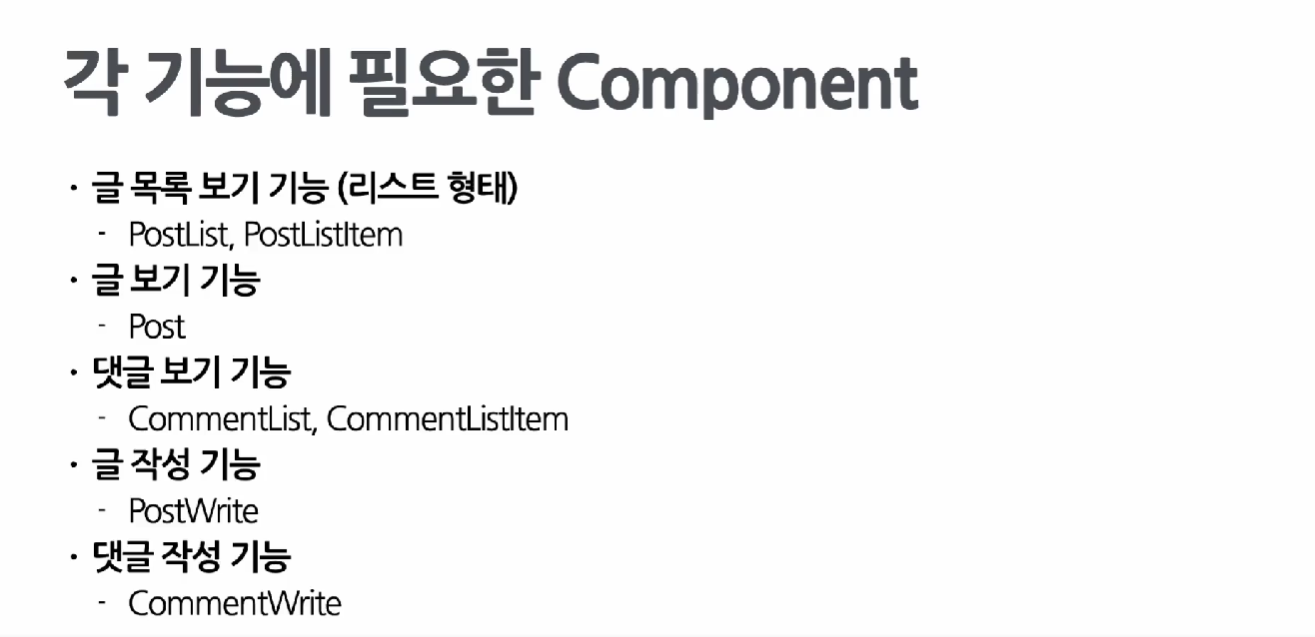 각 기능에 필요한 Component
· 글 목록 보기 기능 (리스트 형태)
- PostList, PostListItem
· 글 보기 기능
- Post
· 댓글 보기 기능
- CommentList, CommentListItem
· 글 작성 기능
- PostWrite
· 댓글 작성 기능
- CommentWrite